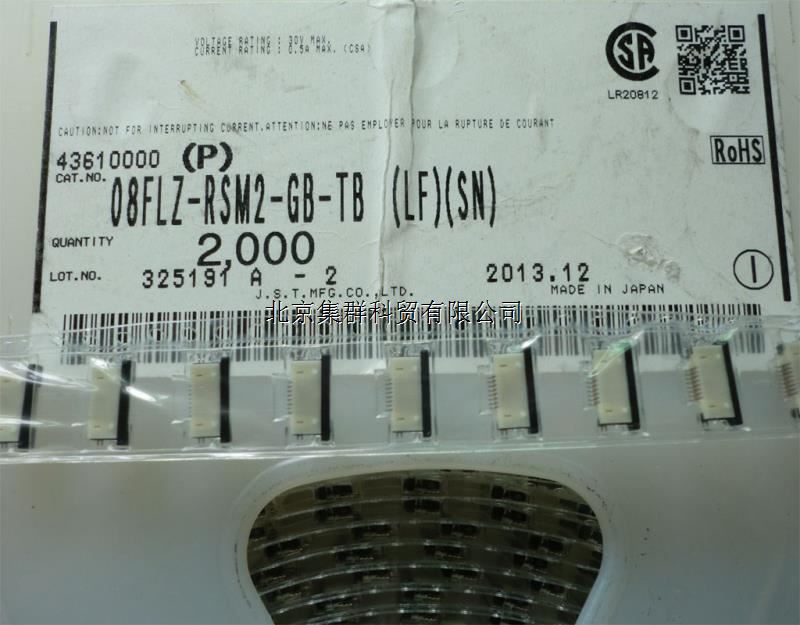 VOLTAGE RATING : 30V MAX.
CURRENT RATING : 0.5A MAX. (CSA)
LR20812
CAUTION:NOT FOR INTERRUPTING CURRENT.ATTENTION:NE PAS EMPLOYER POUR LA RUPTURE DE COURANT
RoHS
43610000 (P)
CAT.NO. 08FLZ-RSM2-GB-TB (LF)(SN)
QUANTITY 2,000
LOT.NO. 325191 A - 2 2013.12
J.S.T.MFG.CO.,LTD. MADE IN JAPAN
北京集群科贸有限公司